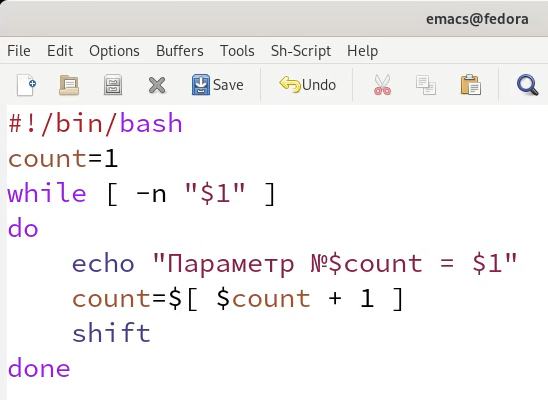 emacs@fedora
File Edit Options Buffers Tools Sh-Script Help
Save Undo
#!/bin/bash
count=1
while [ -n "$1" ]
do
    echo "Параметр №$count = $1"
    count=$[ $count + 1 ]
    shift
done